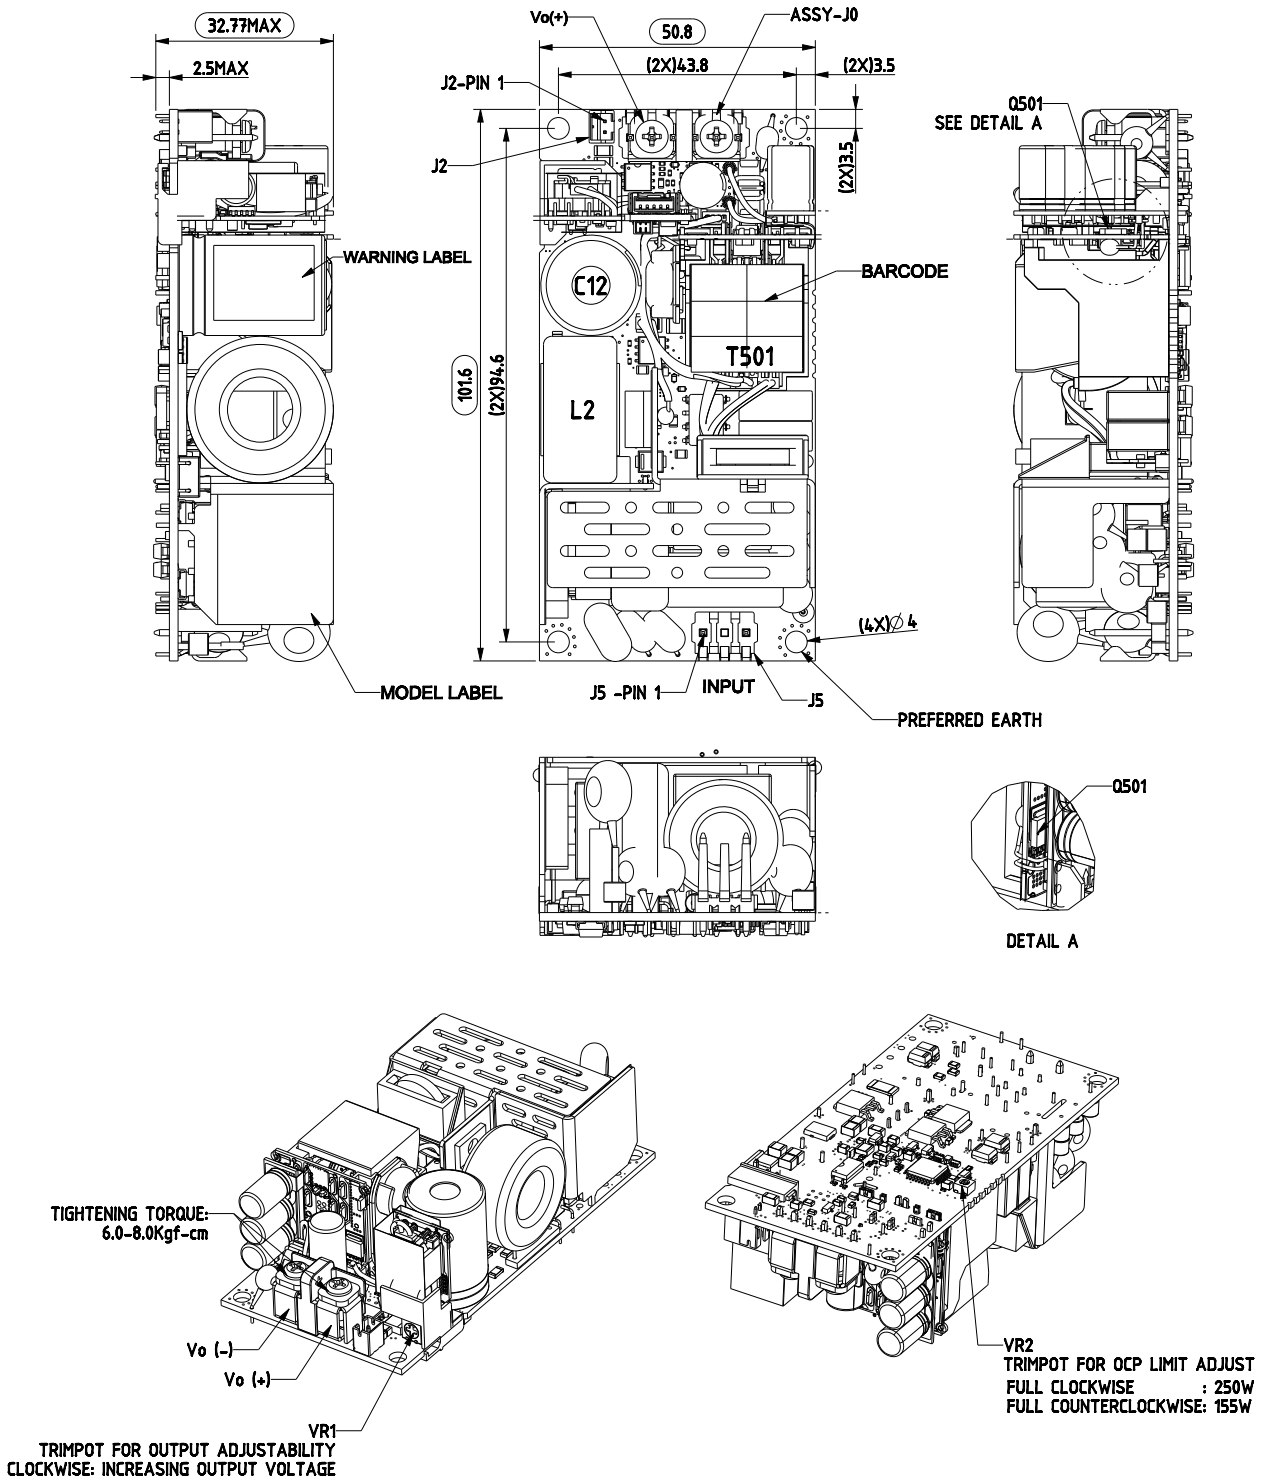 32.77MAX
2.5MAX
Vo(+)
ASSY-J0
50.8
(2X)43.8
(2X)3.5
J2-PIN 1
J2
(2X)3.5
Q501
SEE DETAIL A
WARNING LABEL
C12
BARCODE
T501
101.6
(2X)94.6
L2
(4X)Ø 4
MODEL LABEL
J5 -PIN 1
INPUT
J5
PREFERRED EARTH
Q501
DETAIL A
TIGHTENING TORQUE:
6.0-8.0Kgf-cm
Vo (-)
Vo (+)
VR1
TRIMPOT FOR OUTPUT ADJUSTABILITY
CLOCKWISE: INCREASING OUTPUT VOLTAGE
VR2
TRIMPOT FOR OCP LIMIT ADJUST
FULL CLOCKWISE : 250W
FULL COUNTERCLOCKWISE: 155W